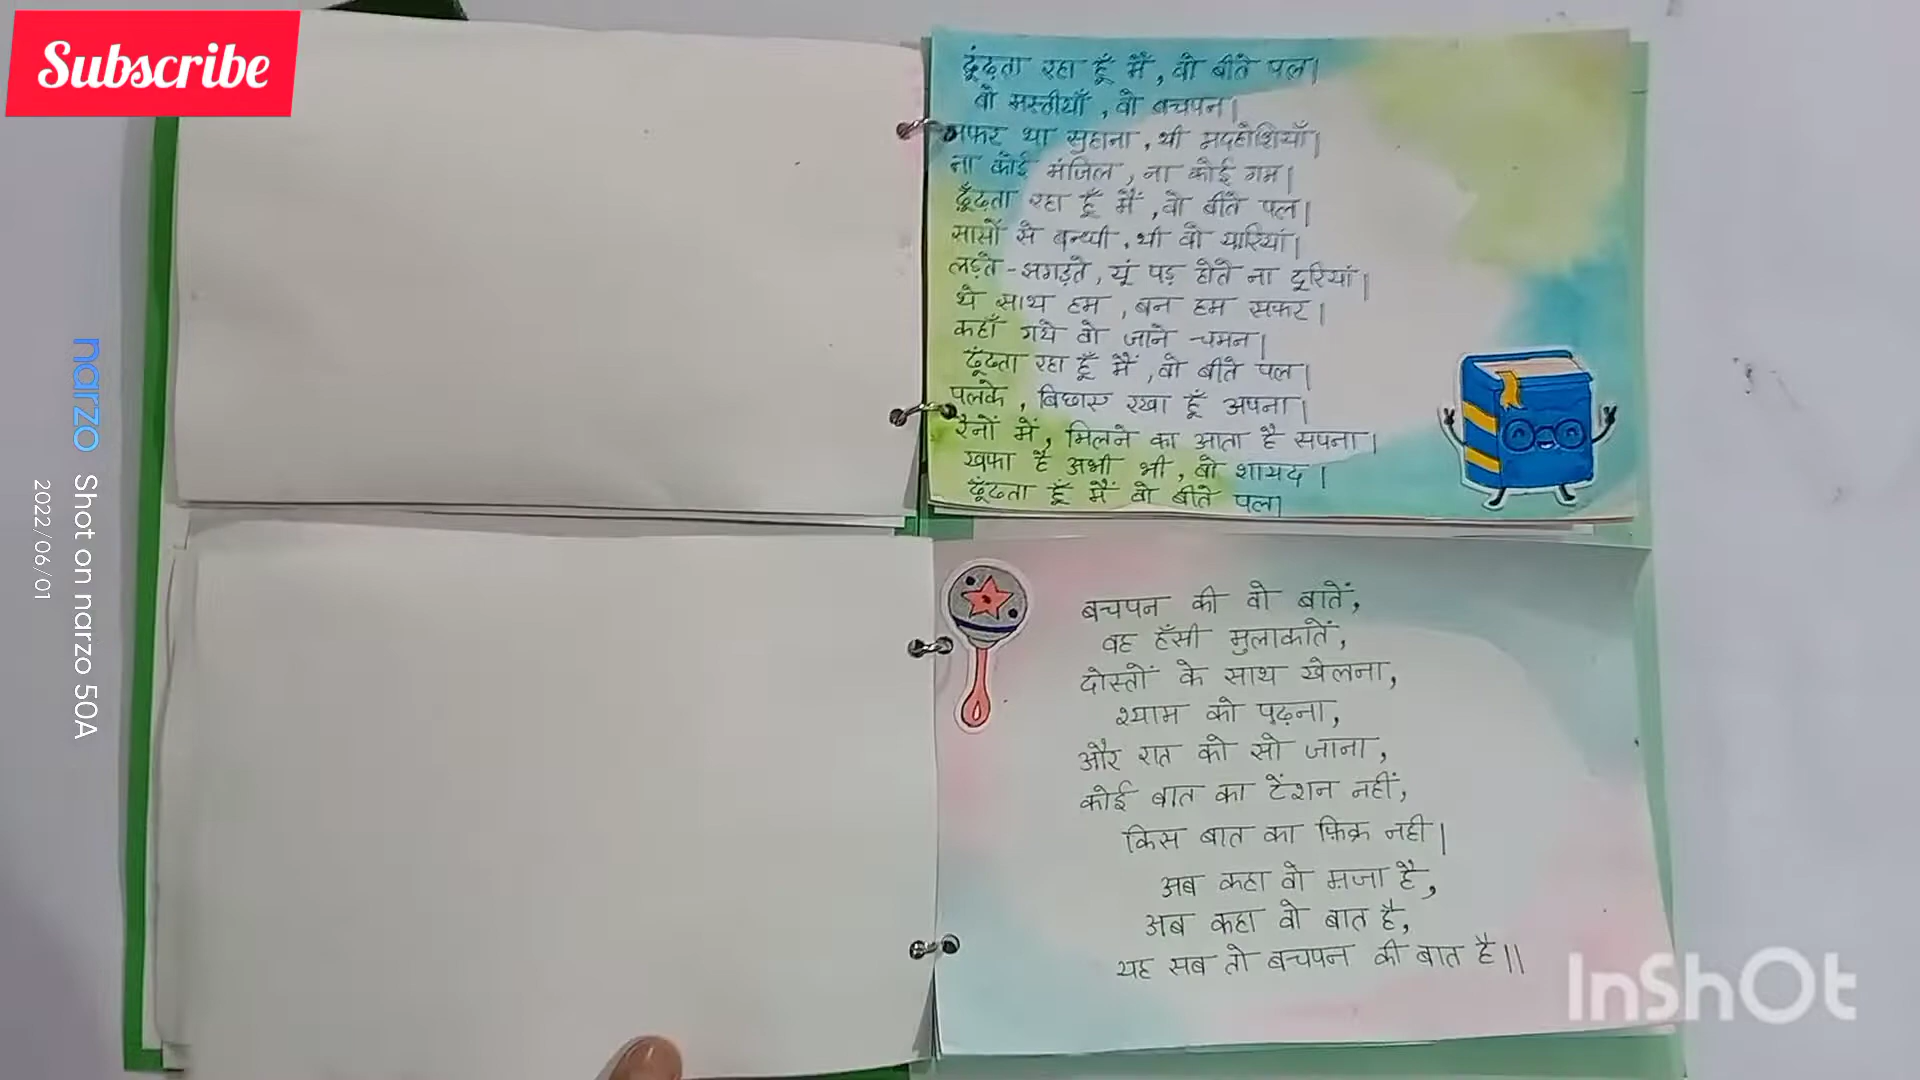 Subscribe
ढूंढ़ता रहा हूँ मैं, वो बीते पल।
वो मस्तीयाँ, वो बचपन।
सफर था सुहाना, थी मदहोशियाँ।
ना कोई मंजिल, ना कोई गम।
ढूँढ़ता रहा हूँ मैं, वो बीते पल।
सासों से बन्धी, थी वो यारियां।
लड़ते-झगड़ते, यूं पड़ होते ना दूरियां।
थे साथ हम, बन हम सफर।
कहाँ गये वो जाने-चमन।
ढूंढता रहा हूँ मैं, वो बीते पल।
पलके, बिछाए रखा हूँ अपना।
रैनों में, मिलने का आता है सपना।
खफा है अभी भी, वो शायद।
ढूंढता हूँ मैं वो बीते पल।
बचपन की वो बातें,
वह हँसी मुलाकातें,
दोस्तों के साथ खेलना,
श्याम को पढ़ना,
और रात को सो जाना,
कोई बात का टेंशन नहीं,
किस बात का फ़िक्र नही।
अब कहा वो मज़ा है,
अब कहा वो बात है,
यह सब तो बचपन की बात है॥
narzo Shot on narzo 50A
2022/06/01
InShOt